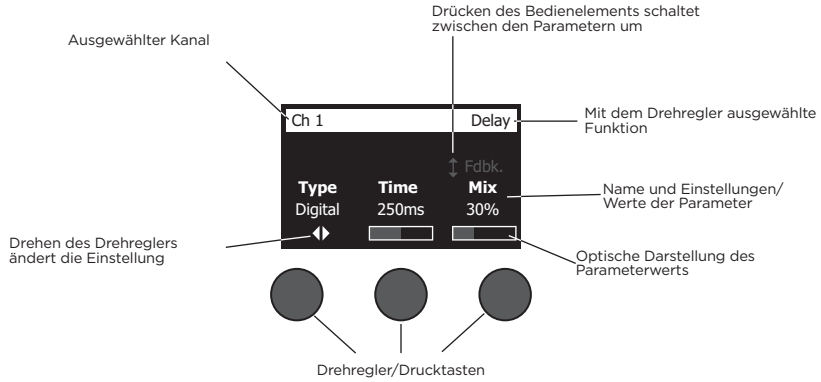 Drücken des Bedienelements schaltet
zwischen den Parametern um
Ausgewählter Kanal
Ch 1
Delay
Mit dem Drehregler ausgewählte
Funktion
Fdbk.
Type
Time
Mix
Digital
250ms
30%
Name und Einstellungen/
Werte der Parameter
Drehen des Drehreglers
ändert die Einstellung
Optische Darstellung des
Parameterwerts
Drehregler/Drucktasten